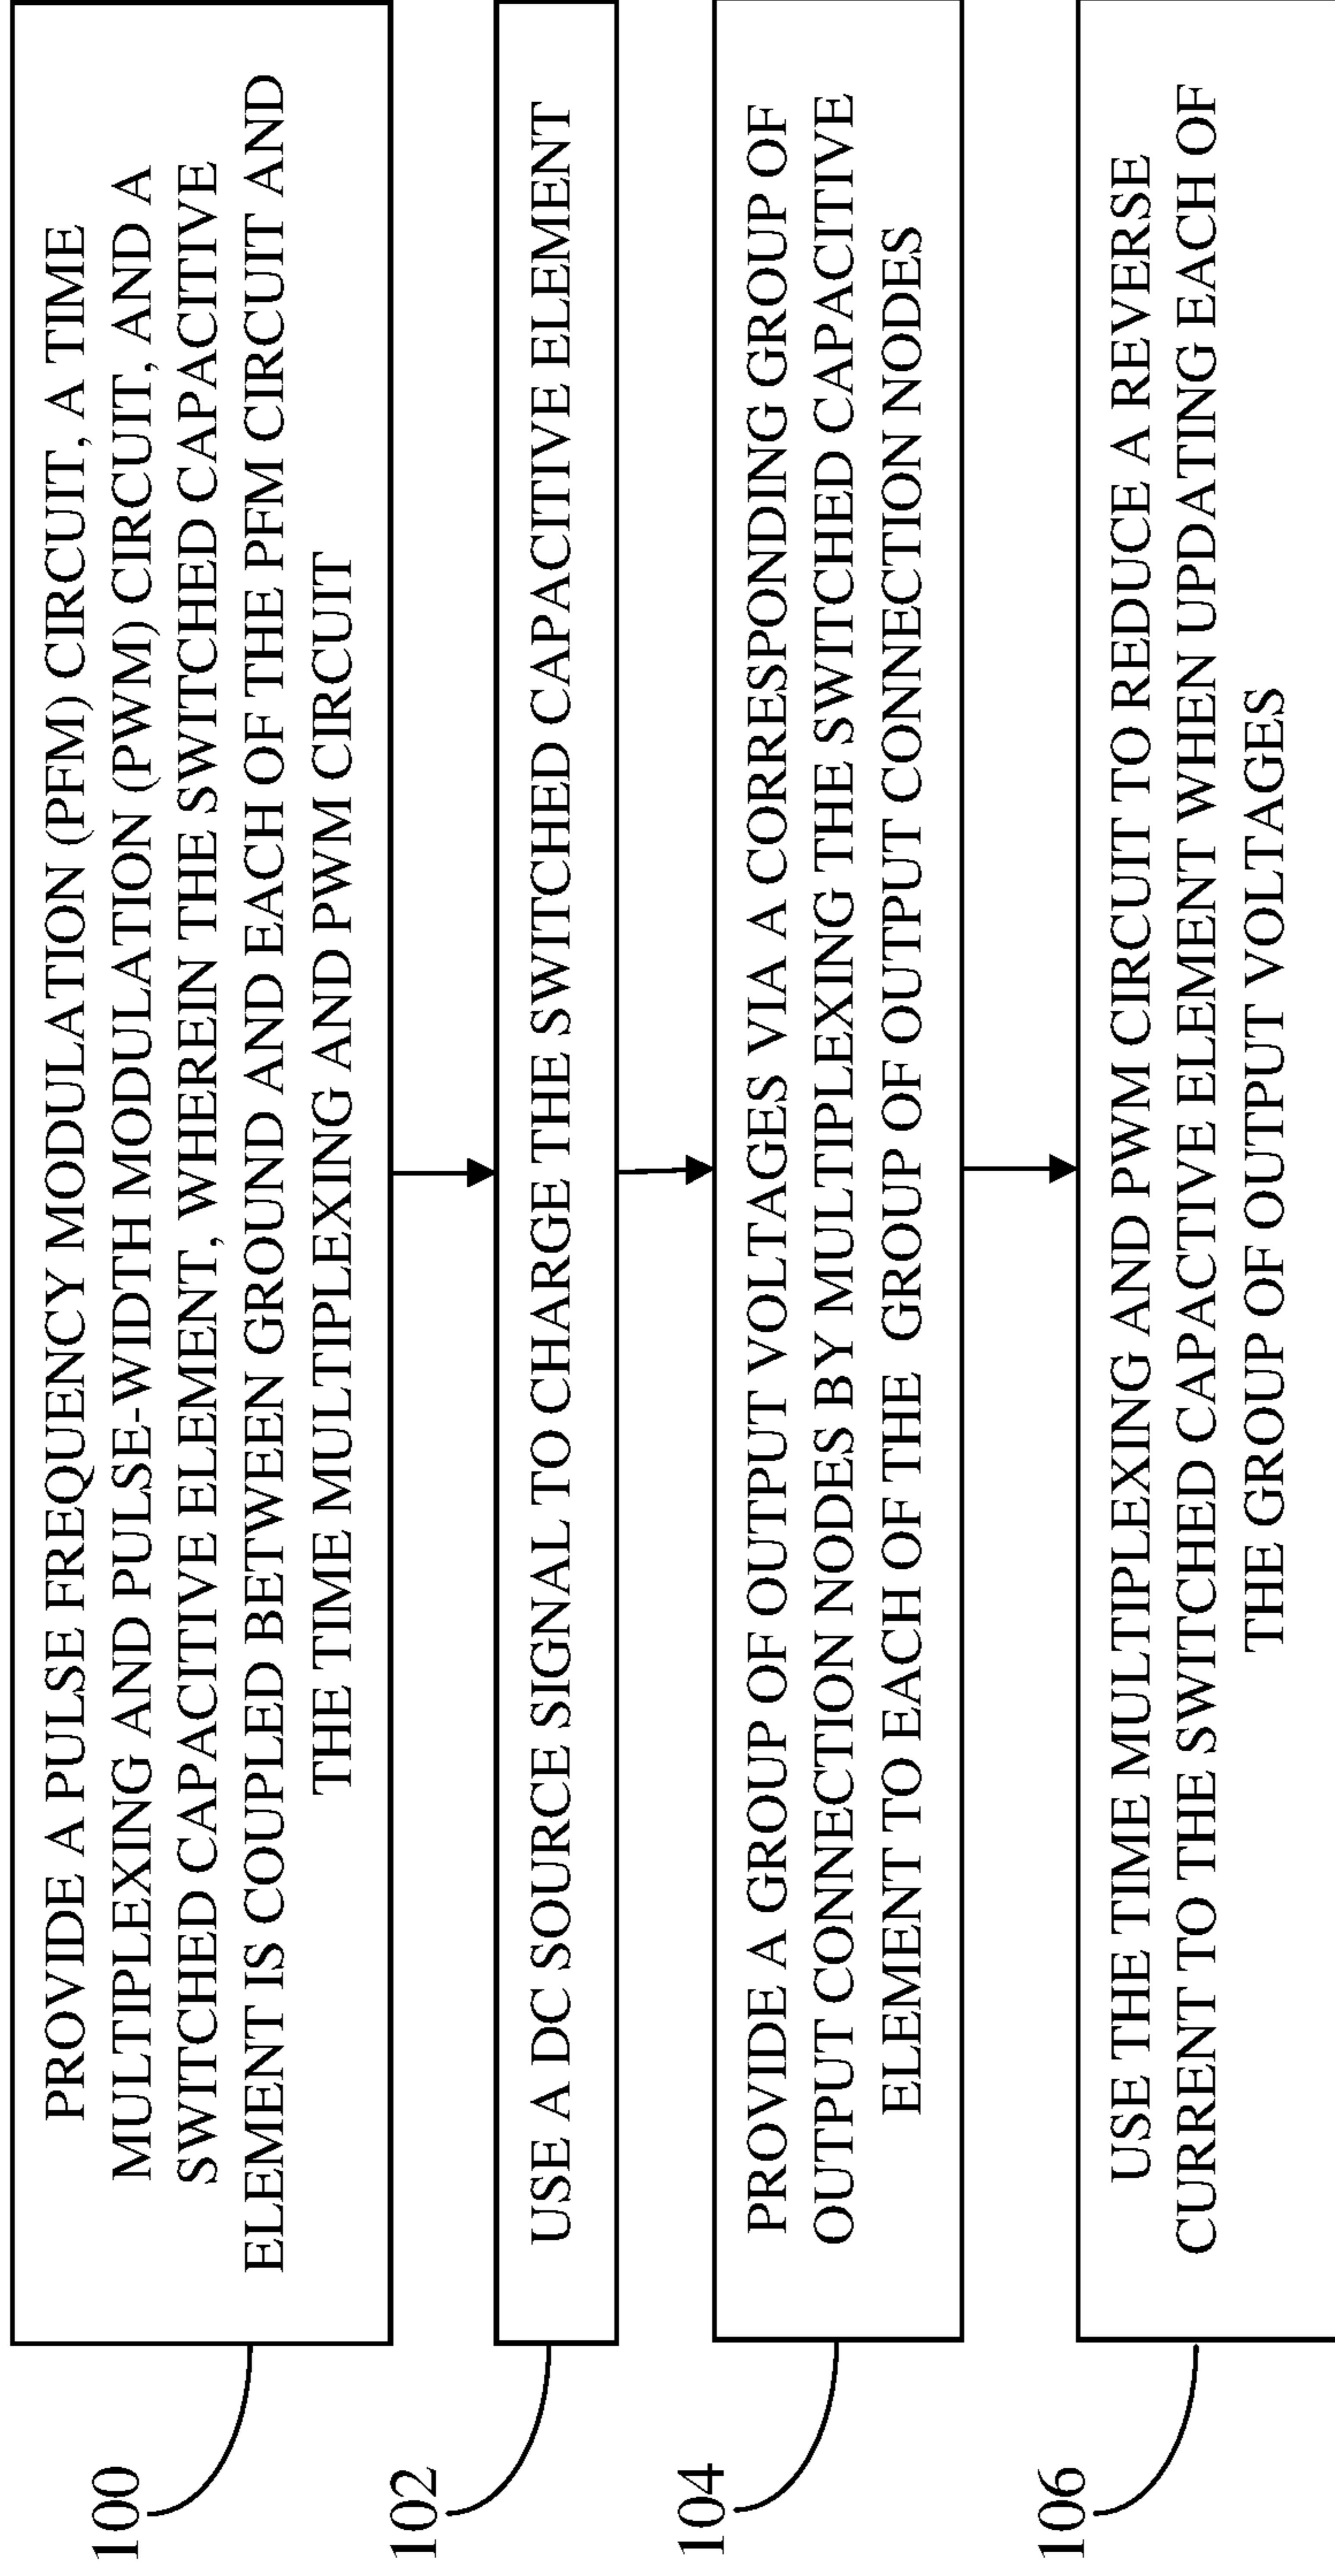 100
PROVIDE A PULSE FREQUENCY MODULATION (PFM) CIRCUIT, A TIME
MULTIPLEXING AND PULSE-WIDTH MODULATION (PWM) CIRCUIT, AND A
SWITCHED CAPACITIVE ELEMENT, WHEREIN THE SWITCHED CAPACITIVE
ELEMENT IS COUPLED BETWEEN GROUND AND EACH OF THE PFM CIRCUIT AND
THE TIME MULTIPLEXING AND PWM CIRCUIT
102
USE A DC SOURCE SIGNAL TO CHARGE THE SWITCHED CAPACITIVE ELEMENT
104
PROVIDE A GROUP OF OUTPUT VOLTAGES VIA A CORRESPONDING GROUP OF
OUTPUT CONNECTION NODES BY MULTIPLEXING THE SWITCHED CAPACITIVE
ELEMENT TO EACH OF THE GROUP OF OUTPUT CONNECTION NODES
106
USE THE TIME MULTIPLEXING AND PWM CIRCUIT TO REDUCE A REVERSE
CURRENT TO THE SWITCHED CAPACTIVE ELEMENT WHEN UPDATING EACH OF
THE GROUP OF OUTPUT VOLTAGES